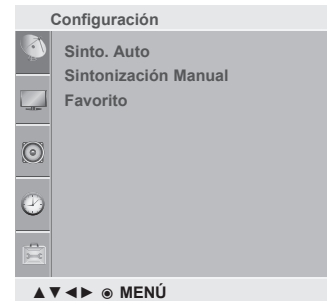 Configuración
Sinto. Auto
Sintonización Manual
Favorito
▲▼◄► ◉ MENÚ